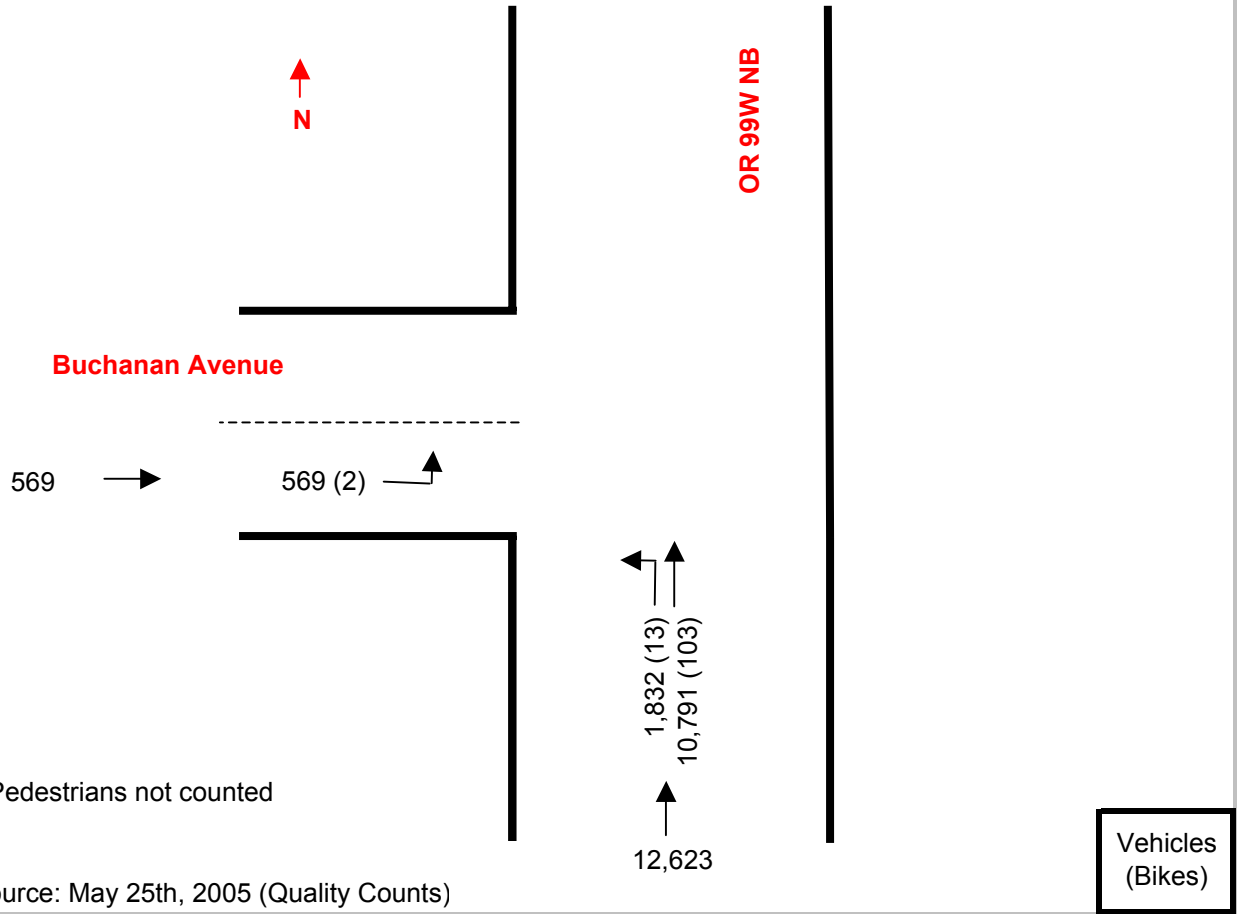 OR 99W NB
N
Buchanan Avenue
569
569 (2)
1,832 (13)
10,791 (103)
12,623
Pedestrians not counted
Vehicles
(Bikes)
ource: May 25th, 2005 (Quality Counts)